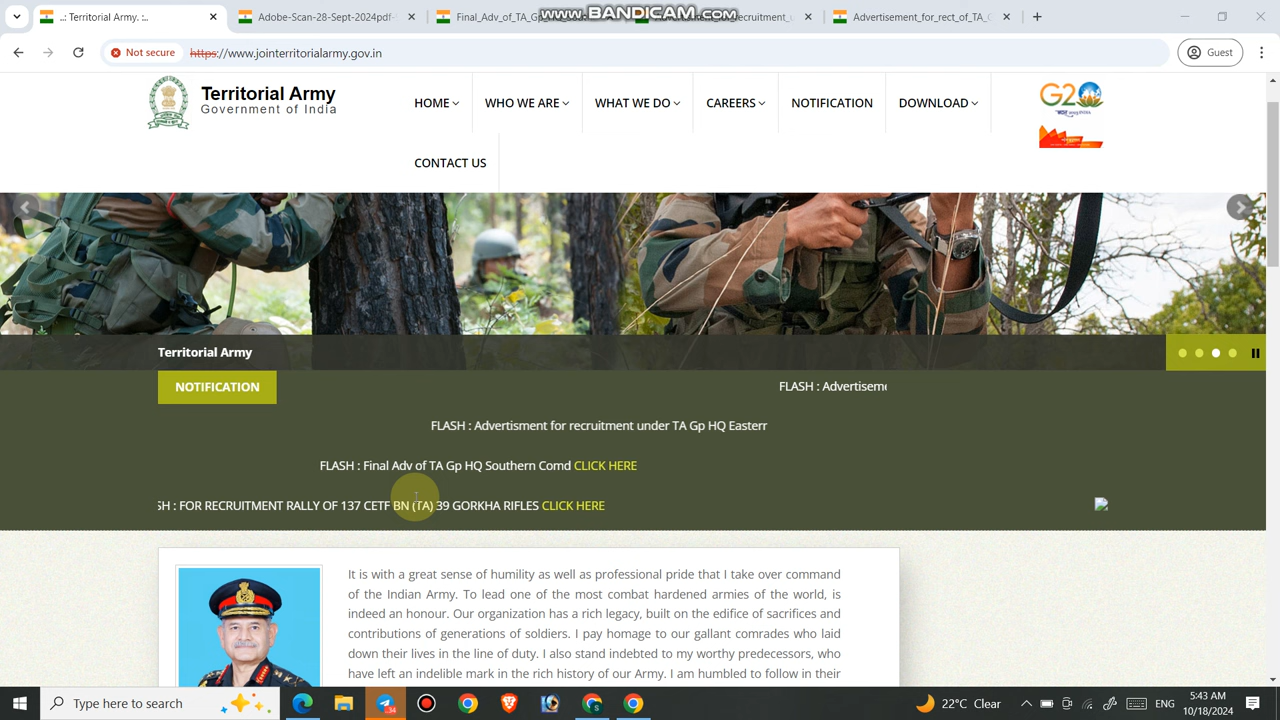 ..: Territorial Army. :..
Adobe-Scan-28-Sept-202
pdf-
Final_Adv_of_TA_G
recruitment_u
Advertisement_for_rect_of_TA_C
www.BANDICAM.com
Not secure
https://www.jointerritorialarmy.gov.in
Guest
Territorial Army
Government of India
HOME
WHO WE ARE
WHAT WE DO
CAREERS
NOTIFICATION
DOWNLOAD
CONTACT US
G20
Territorial Army
NOTIFICATION
FLASH : Advertiseme
FLASH : Advertisment for recruitment under TA Gp HQ Easterr
FLASH : Final Adv of TA Gp HQ Southern Comd CLICK HERE
SH : FOR RECRUITMENT RALLY OF 137 CETF BN (TA) 39 GORKHA RIFLES CLICK HERE
It is with a great sense of humility as well as professional pride that I take over command
of the Indian Army. To lead one of the most combat hardened armies of the world, is
indeed an honour. Our organization has a rich legacy, built on the edifice of sacrifices and
contributions of generations of soldiers. I pay homage to our gallant comrades who laid
down their lives in the line of duty. I also stand indebted to my worthy predecessors, who
have left an indelible mark in the rich history of our Army. I am humbled to follow in their
Type here to search
22°C Clear
ENG
5:43 AM
10/18/2024